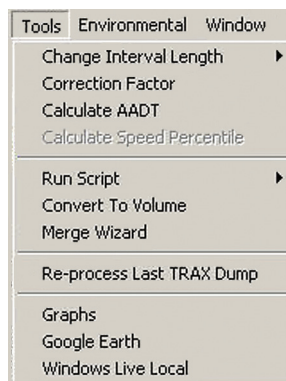 Tools Environmental Window
Change Interval Length
Correction Factor
Calculate AADT
Calculate Speed Percentile
Run Script
Convert To Volume
Merge Wizard
Re-process Last TRAX Dump
Graphs
Google Earth
Windows Live Local